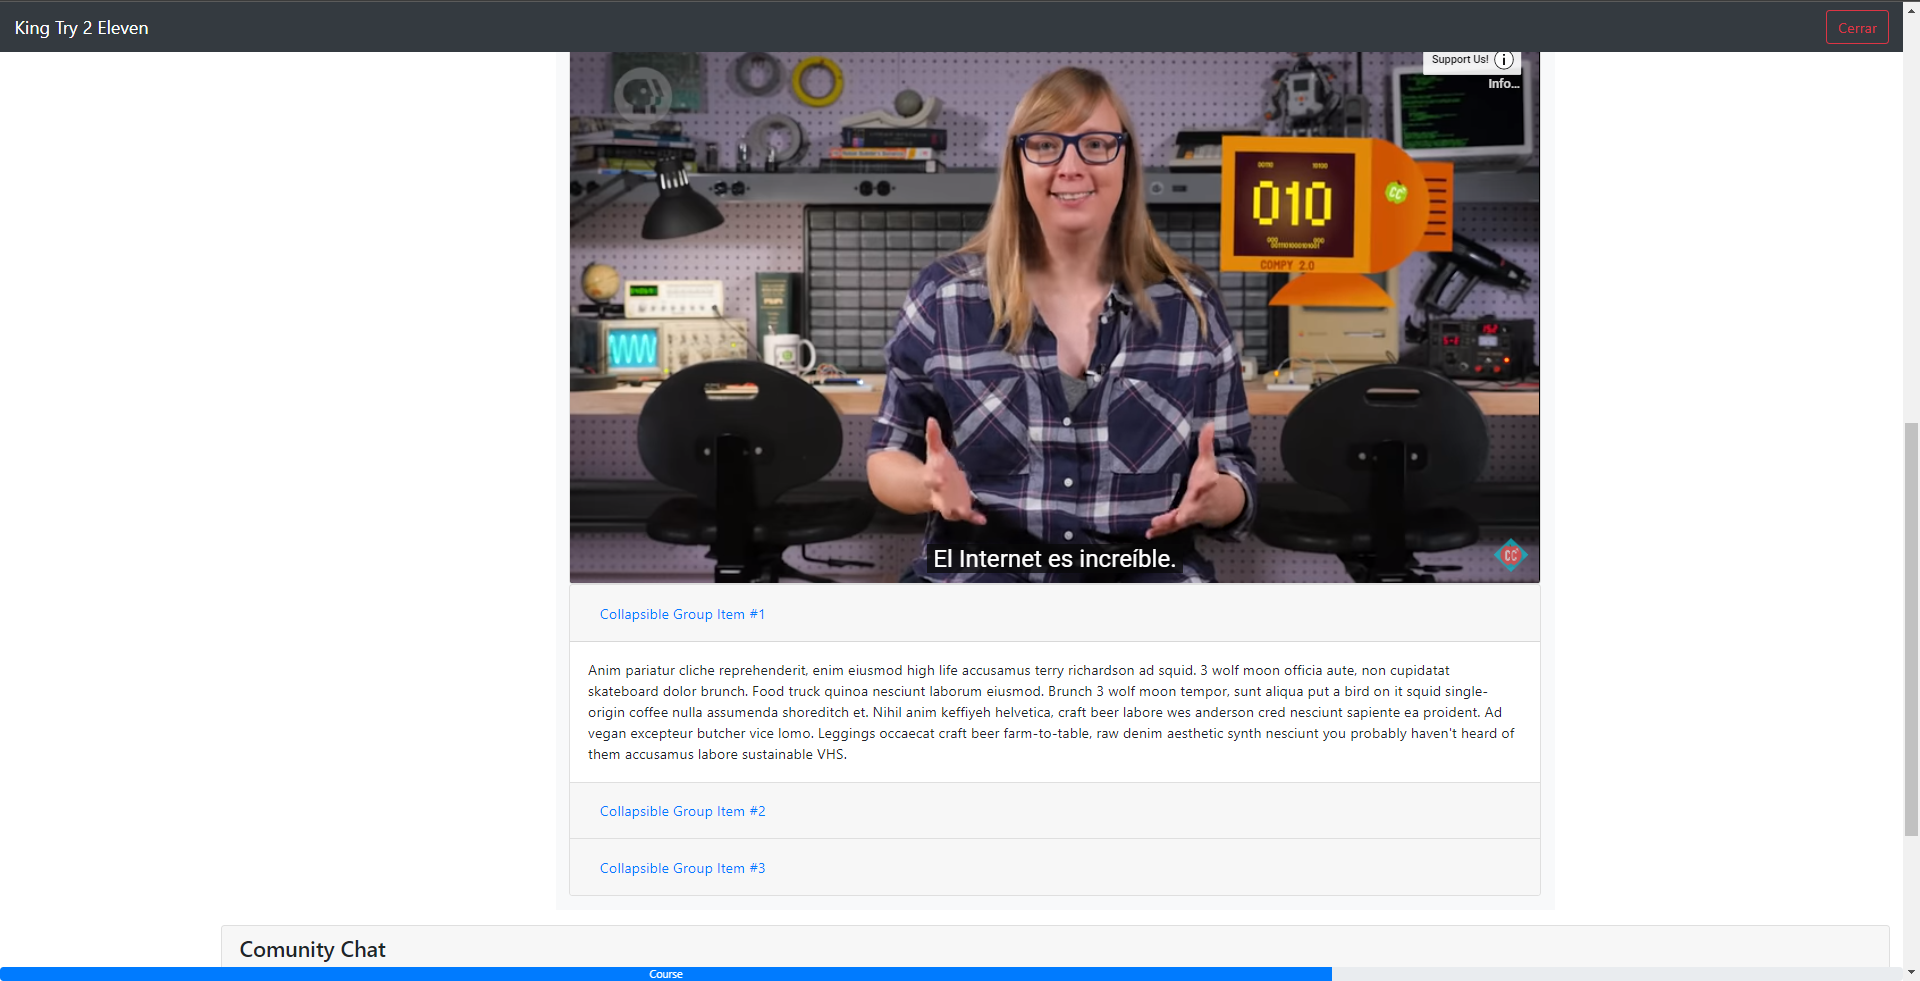 King Try 2 Eleven
Cerrar
Support Us!
Info...
00110 10100
010
CC
COMPY 2.0
El Internet es increíble.
CC
Collapsible Group Item #1
Anim pariatur cliche reprehenderit, enim eiusmod high life accusamus terry richardson ad squid. 3 wolf moon officia aute, non cupidatat
skateboard dolor brunch. Food truck quinoa nesciunt laborum eiusmod. Brunch 3 wolf moon tempor, sunt aliqua put a bird on it squid single-
origin coffee nulla assumenda shoreditch et. Nihil anim keffiyeh helvetica, craft beer labore wes anderson cred nesciunt sapiente ea proident. Ad
vegan excepteur butcher vice lomo. Leggings occaecat craft beer farm-to-table, raw denim aesthetic synth nesciunt you probably haven't heard of
them accusamus labore sustainable VHS.
Collapsible Group Item #2
Collapsible Group Item #3
Comunity Chat
Course